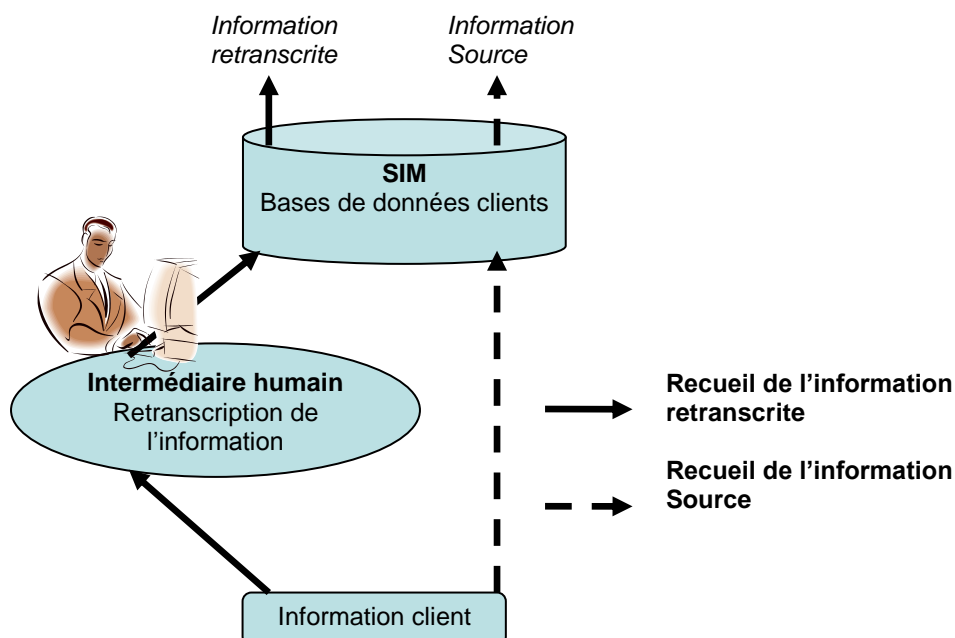 Information
retranscrite
Information
Source
SIM
Bases de données clients
Intermédiaire humain
Retranscription de
l’information
Recueil de l’information
retranscrite
Recueil de l’information
Source
Information client